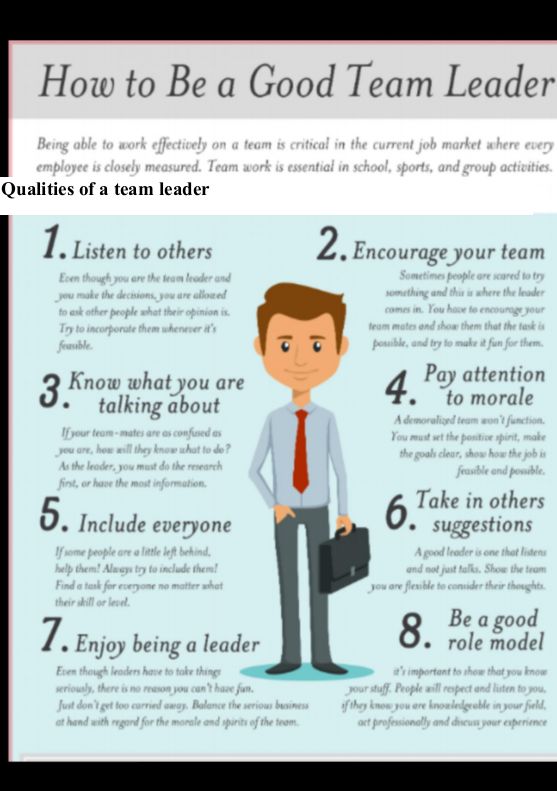 How to Be a Good Team Leader
Being able to work effectively on a team is critical in the current job market where every
employee is closely measured. Team work is essential in school, sports, and group activities.
Qualities of a team leader
1. Listen to others
Even though you are the team leader and
you make the decisions, you are allowed
to ask other people what their opinion is.
Try to incorporate them whenever it's
feasible.
2. Encourage your team
Sometimes people are scared to try
something and this is where the leader
comes in. You have to encourage your
team mates and show them that the task is
possible, and try to make it fun for them.
3. Know what you are
talking about
If your team-mates are as confused as
you are, how will they know what to do?
As the leader, you must do the research
first, or have the most information.
4. Pay attention
to morale
A demoralized team won't function.
You must set the positive spirit, make
the goals clear, show how the job is
feasible and possible.
5. Include everyone
If some people are a little left behind,
help them! Always try to include them!
Find a task for everyone no matter what
their skill or level.
6. Take in others
suggestions
A good leader is one that listens
and not just talks. Show the team
you are flexible to consider their thoughts.
7. Enjoy being a leader
Even though leaders have to take things
seriously, there is no reason you can't have fun.
Just don't get too carried away. Balance the serious business
at hand with regard for the morale and spirits of the team.
8. Be a good
role model
it's important to show that you know
your stuff. People will respect and listen to you,
if they know you are knowledgeable in your field,
act professionally and discuss your experience